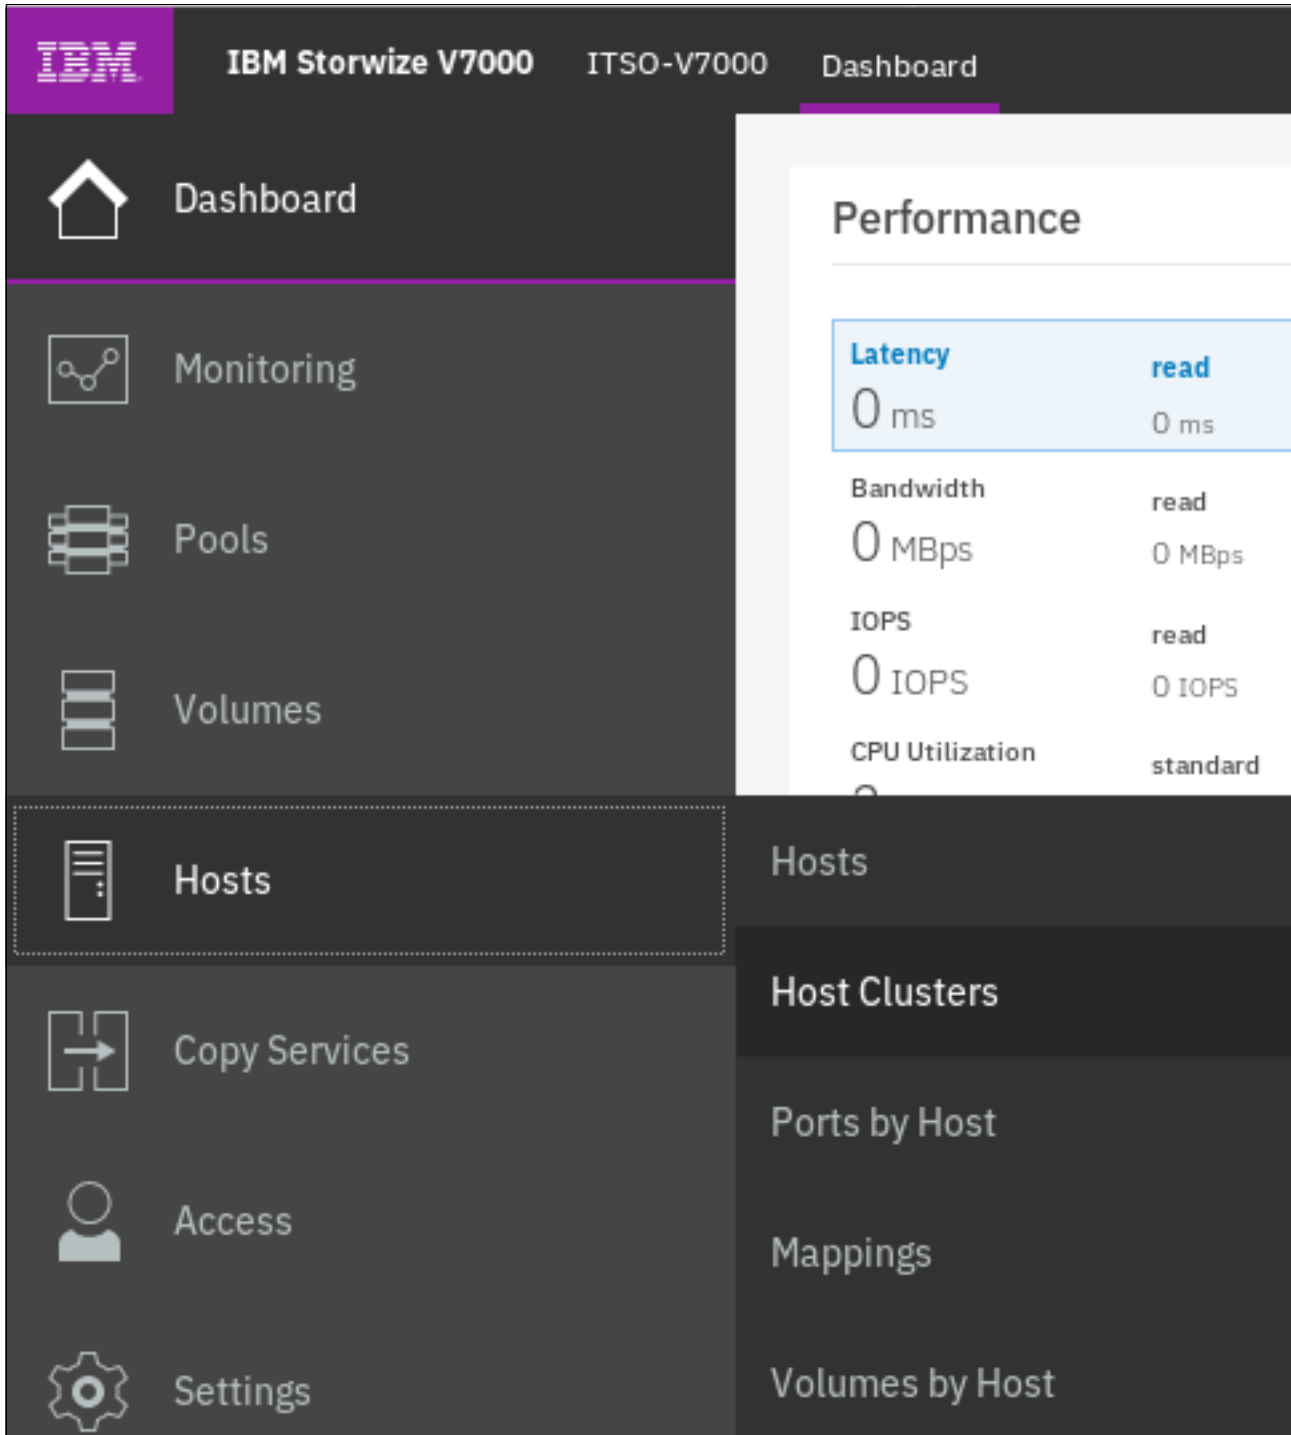 IBM
IBM Storwize V7000 ITSO-V7000 Dashboard
Dashboard
Monitoring
Pools
Volumes
Hosts
Copy Services
Access
Settings
Performance
Latency read
0 ms 0 ms
Bandwidth read
0 MBps 0 MBps
IOPS read
0 IOPS 0 IOPS
CPU Utilization standard
Hosts
Host Clusters
Ports by Host
Mappings
Volumes by Host